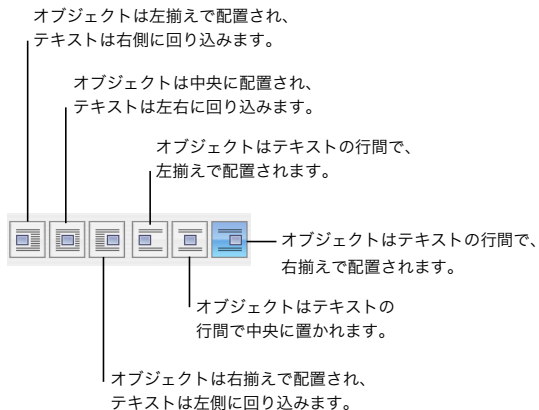 オブジェクトは左揃えで配置され、
テキストは右側に回り込みます。
オブジェクトは中央に配置され、
テキストは左右に回り込みます。
オブジェクトはテキストの行間で、
左揃えで配置されます。
オブジェクトはテキストの行間で、
右揃えで配置されます。
オブジェクトはテキストの
行間で中央に置かれます。
オブジェクトは右揃えで配置され、
テキストは左側に回り込みます。